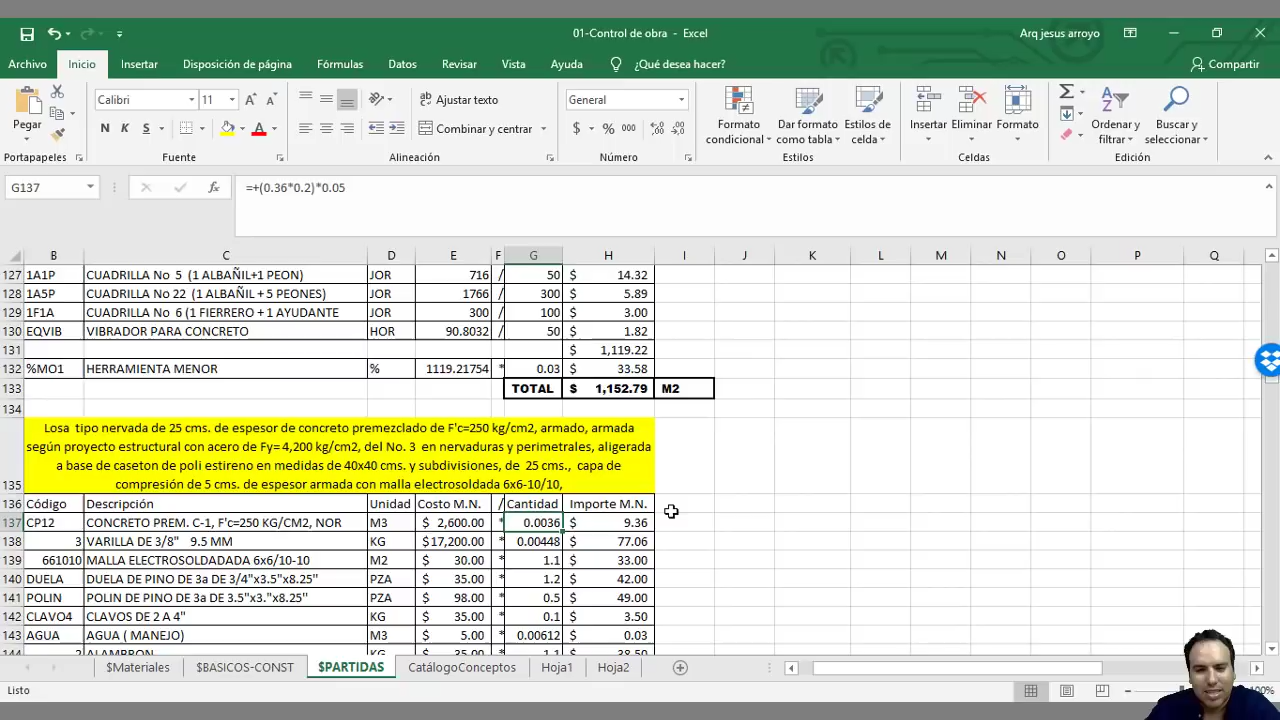 01-Control de obra - Excel
Arq jesus arroyo
Archivo Inicio Insertar Disposición de página Fórmulas Datos Revisar Vista Ayuda ¿Qué desea hacer? Compartir
Pegar
Calibri 11
N K S
Ajustar texto
Combinar y centrar
General
$ % 000
Formato condicional
Dar formato como tabla
Estilos de celda
Insertar Eliminar Formato
Ordenar y filtrar
Buscar y seleccionar
Portapapeles Fuente Alineación Número Estilos Celdas Edición
G137 fx =+(0.36*0.2)*0.05
B C D E F G H I J K L M N O P Q
127 1A1P CUADRILLA No 5 (1 ALBAÑIL+1 PEON) JOR 716 / 50 $ 14.32
128 1A5P CUADRILLA No 22 (1 ALBAÑIL + 5 PEONES) JOR 1766 / 300 $ 5.89
129 1F1A CUADRILLA No 6 (1 FIERRERO + 1 AYUDANTE JOR 300 / 100 $ 3.00
130 EQVIB VIBRADOR PARA CONCRETO HOR 90.8032 / 50 $ 1.82
131 $ 1,119.22
132 %MO1 HERRAMIENTA MENOR % 1119.21754 * 0.03 $ 33.58
133 TOTAL $ 1,152.79 M2
134
Losa tipo nervada de 25 cms. de espesor de concreto premezclado de F'c=250 kg/cm2, armado, armada
según proyecto estructural con acero de Fy= 4,200 kg/cm2, del No. 3 en nervaduras y perimetrales, aligerada
a base de caseton de poli estireno en medidas de 40x40 cms. y subdivisiones, de 25 cms., capa de
135 compresión de 5 cms. de espesor armada con malla electrosoldada 6x6-10/10,
136 Código Descripción Unidad Costo M.N. / Cantidad Importe M.N.
137 CP12 CONCRETO PREM. C-1, F'c=250 KG/CM2, NOR M3 $ 2,600.00 * 0.0036 $ 9.36
138 3 VARILLA DE 3/8" 9.5 MM KG $17,200.00 * 0.00448 $ 77.06
139 661010 MALLA ELECTROSOLDADADA 6x6/10-10 M2 $ 30.00 * 1.1 $ 33.00
140 DUELA DUELA DE PINO DE 3a DE 3/4"x3.5"x8.25" PZA $ 35.00 * 1.2 $ 42.00
141 POLIN POLIN DE PINO DE 3a DE 3.5"x3."x8.25" PZA $ 98.00 * 0.5 $ 49.00
142 CLAVO4 CLAVOS DE 2 A 4" KG $ 35.00 * 0.1 $ 3.50
143 AGUA AGUA ( MANEJO) M3 $ 5.00 * 0.00612 $ 0.03
144 2 ALAMBRON KG $ 35.00 * 1.1 $ 38.50
$Materiales $BASICOS-CONST $PARTIDAS CatálogoConceptos Hoja1 Hoja2
Listo